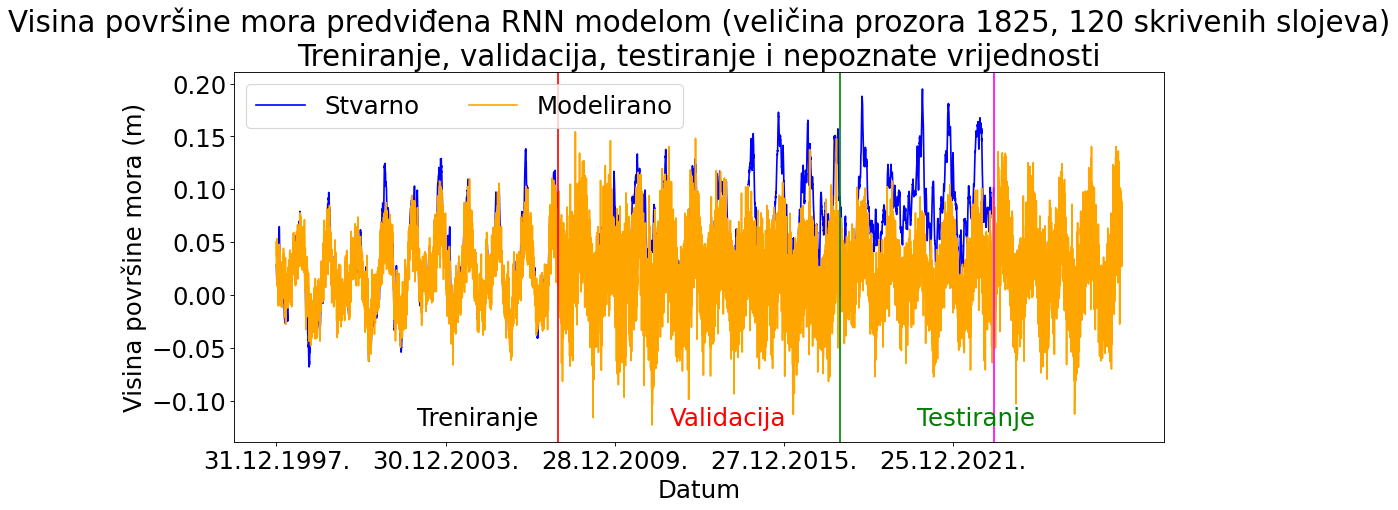 Visina površine mora predviđena RNN modelom (veličina prozora 1825, 120 skrivenih slojeva)
Treniranje, validacija, testiranje i nepoznate vrijednosti
Stvarno
Modelirano
Visina površine mora (m)
0.20
0.15
0.10
0.05
0.00
−0.05
−0.10
Treniranje
Validacija
Testiranje
31.12.1997.
30.12.2003.
28.12.2009.
27.12.2015.
25.12.2021.
Datum